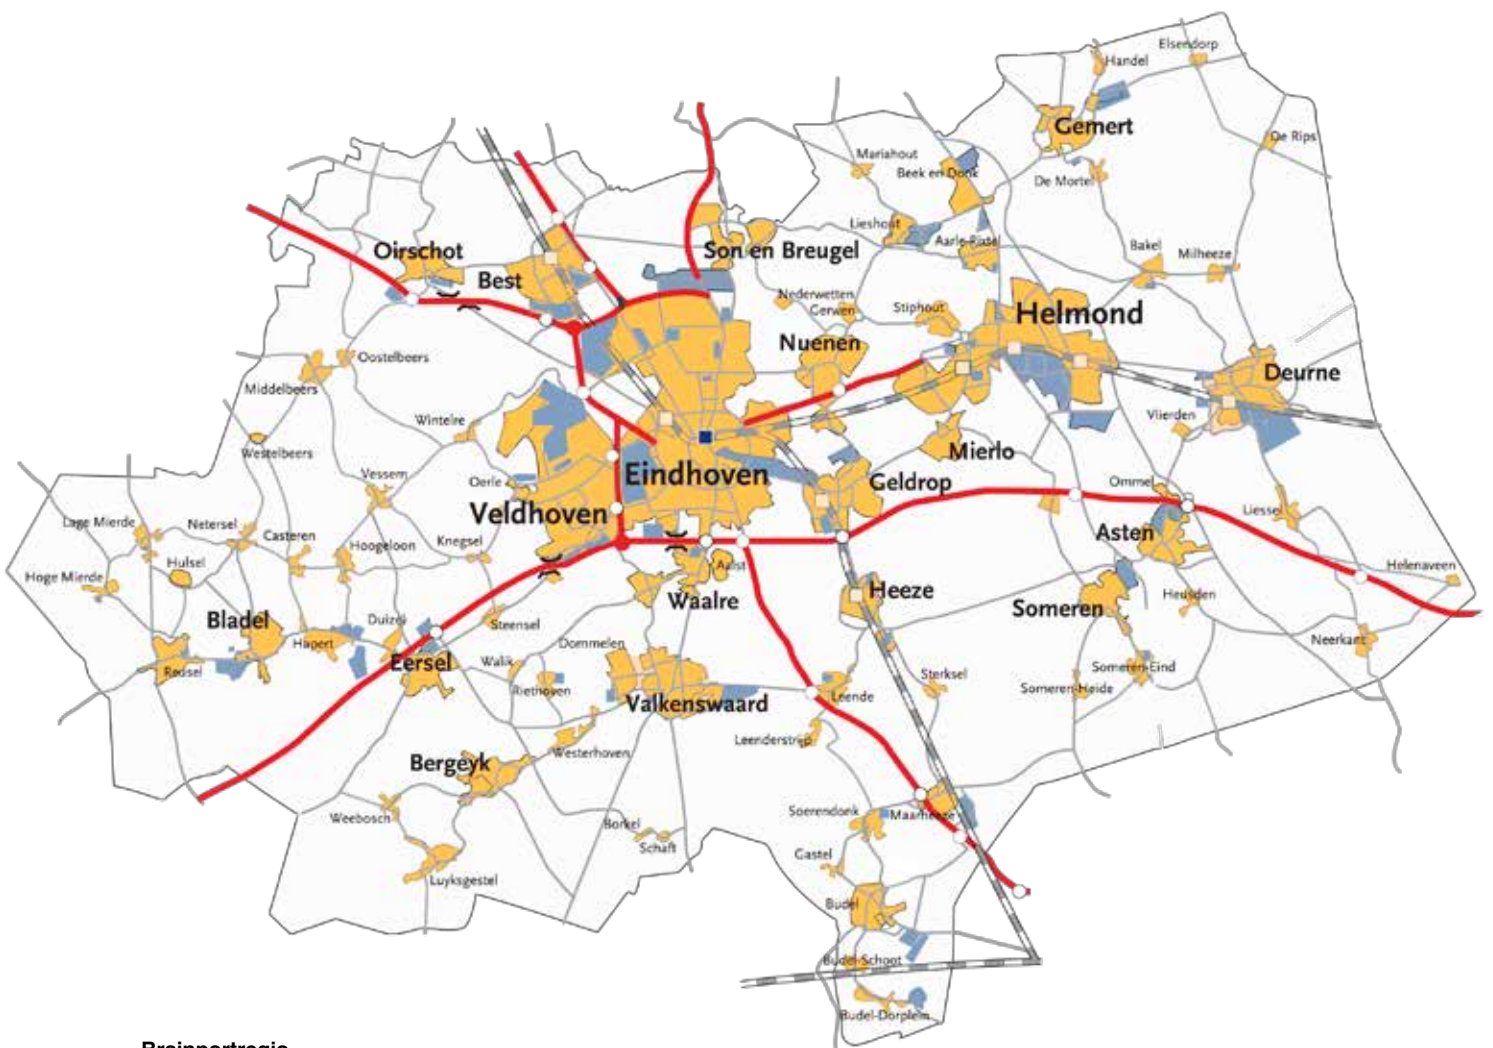 Elsendorp
Handel
Gemert
De Rips
Mariahout
Beek en Donk
De Mortel
Lieshout
Aarle-Rixtel
Oirschot
Best
Son en Breugel
Bakel
Milheeze
Nederwetten
Gerwen
Stiphout
Helmond
Nuenen
Oostelbeers
Middelbeers
Deurne
Wintelre
Vlierden
Westelbeers
Mierlo
Vessem
Oerle
Eindhoven
Geldrop
Ommel
Veldhoven
Liessel
Lage Mierde
Netersel
Casteren
Hoogeloon
Knegsel
Asten
Hulsel
Aalst
Helenaveen
Hoge Mierde
Heeze
Waalre
Someren
Heusden
Bladel
Duizel
Steensel
Hapert
Dommelen
Neerkant
Reusel
Eersel
Walik
Riethoven
Sterksel
Someren-Eind
Someren-Heide
Leende
Valkenswaard
Leenderstrijp
Westerhoven
Bergeyk
Weebosch
Soerendonk
Maarheeze
Borkel
Schaft
Gastel
Luyksgestel
Budel
Budel-Schoot
Budel-Dorplein
Brainportregio